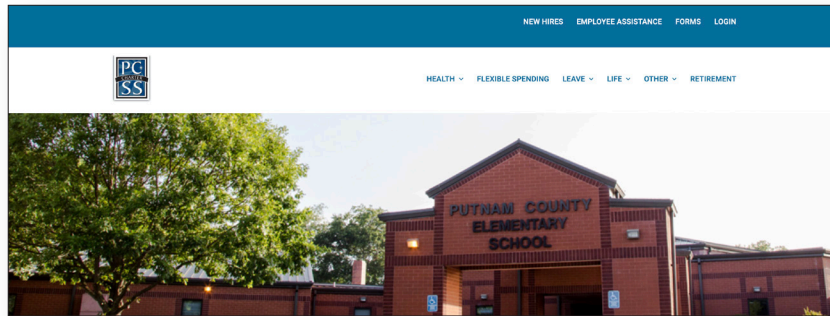 NEW HIRES EMPLOYEE ASSISTANCE FORMS LOGIN
PC
CHARTER
SS
HEALTH FLEXIBLE SPENDING LEAVE LIFE OTHER RETIREMENT
PUTNAM COUNTY
ELEMENTARY
SCHOOL